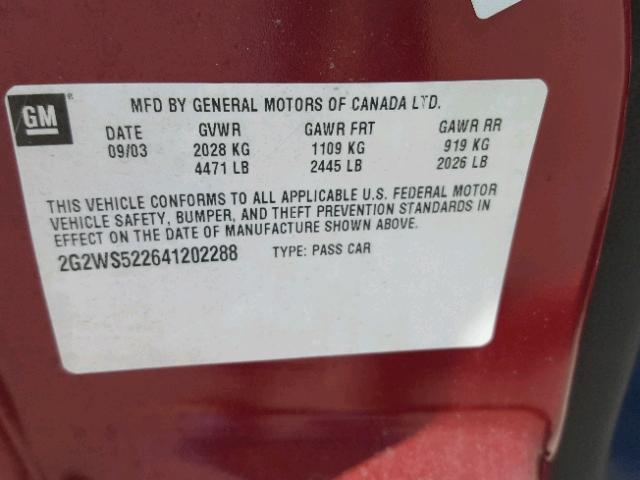 GM®
MFD BY GENERAL MOTORS OF CANADA LTD.
DATE GVWR GAWR FRT GAWR RR
09/03 2028 KG 1109 KG 919 KG
4471 LB 2445 LB 2026 LB
THIS VEHICLE CONFORMS TO ALL APPLICABLE U.S. FEDERAL MOTOR
VEHICLE SAFETY, BUMPER, AND THEFT PREVENTION STANDARDS IN
EFFECT ON THE DATE OF MANUFACTURE SHOWN ABOVE.
2G2WS522641202288 TYPE: PASS CAR